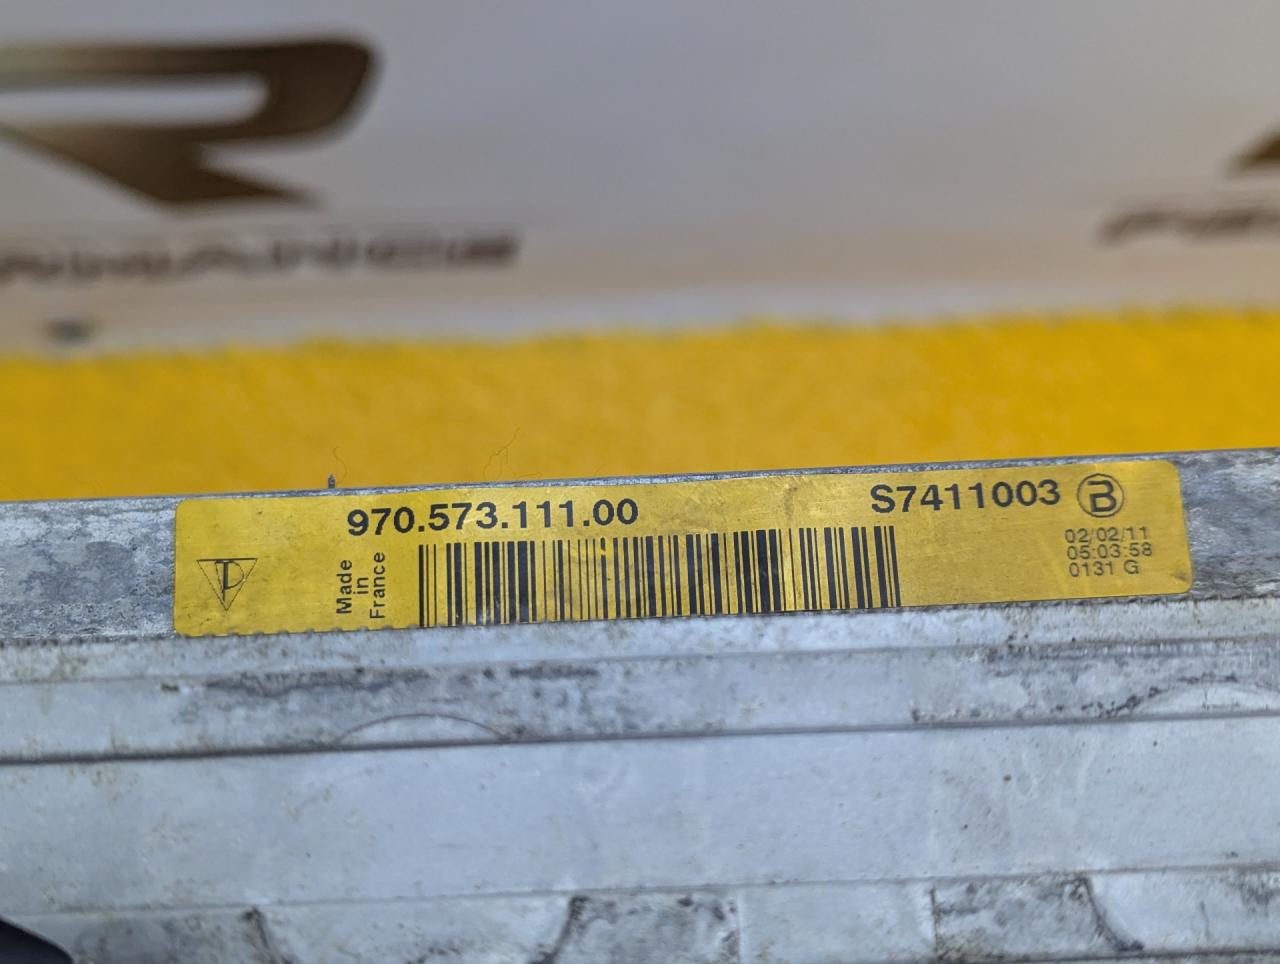 970.573.111.00
S7411003
B
02/02/11
05:03:58
0131 G
Made
in
France